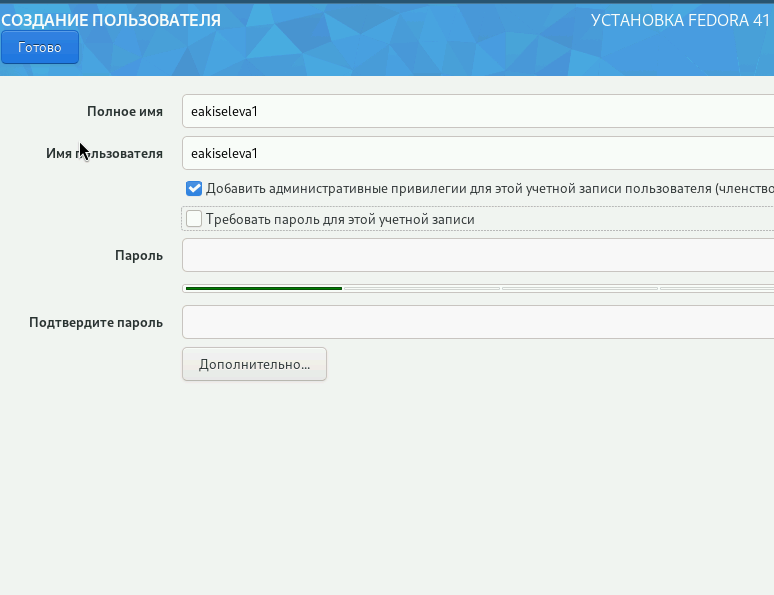 СОЗДАНИЕ ПОЛЬЗОВАТЕЛЯ
УСТАНОВКА FEDORA 41
Готово
Полное имя
eakiseleva1
Имя пользователя
eakiseleva1
Добавить административные привилегии для этой учетной записи пользователя (членство
Требовать пароль для этой учетной записи
Пароль
Подтвердите пароль
Дополнительно...